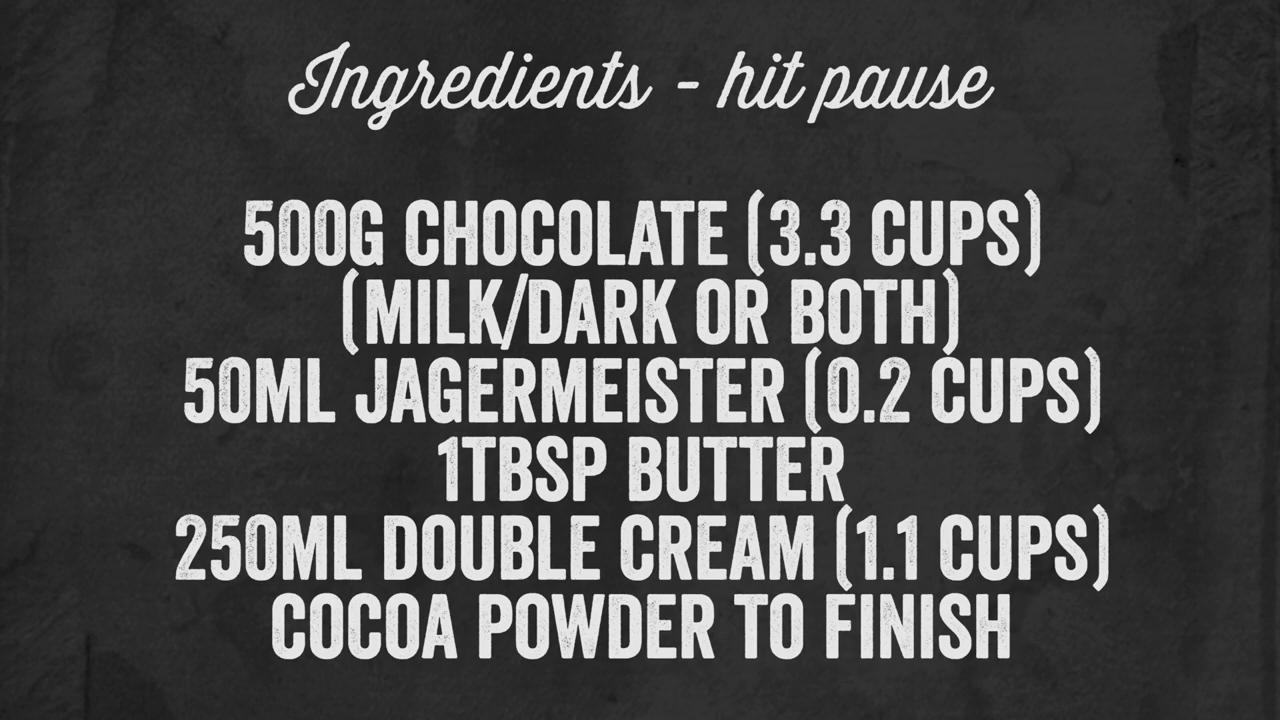 Ingredients - hit pause
500G CHOCOLATE (3.3 CUPS)
(MILK/DARK OR BOTH)
50ML JAGERMEISTER (0.2 CUPS)
1TBSP BUTTER
250ML DOUBLE CREAM (1.1 CUPS)
COCOA POWDER TO FINISH